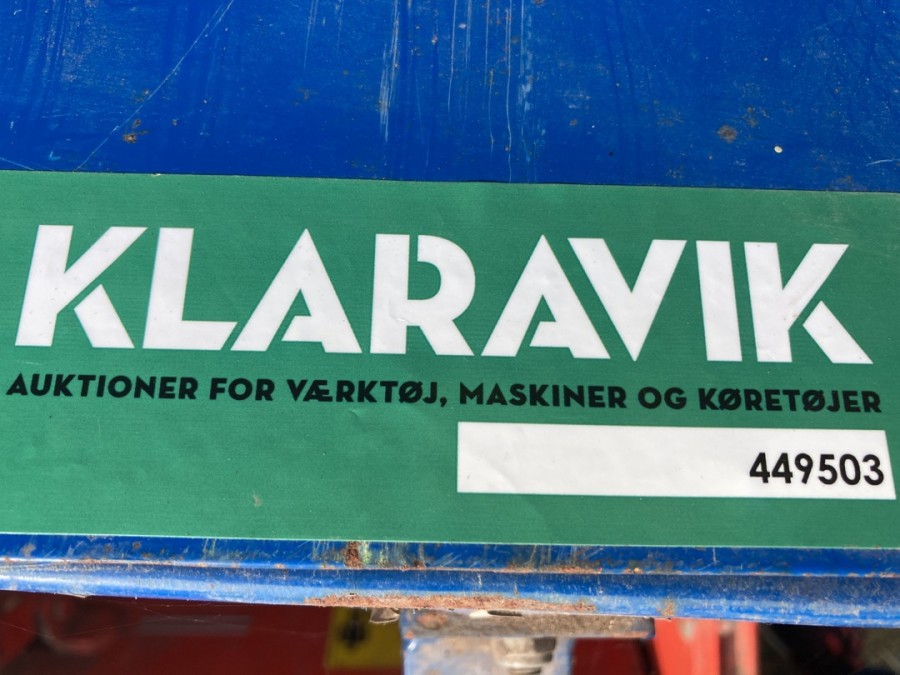 KLARAVIK
AUKTIONER FOR VÆRKTØJ, MASKINER OG KØRETØJER
449503